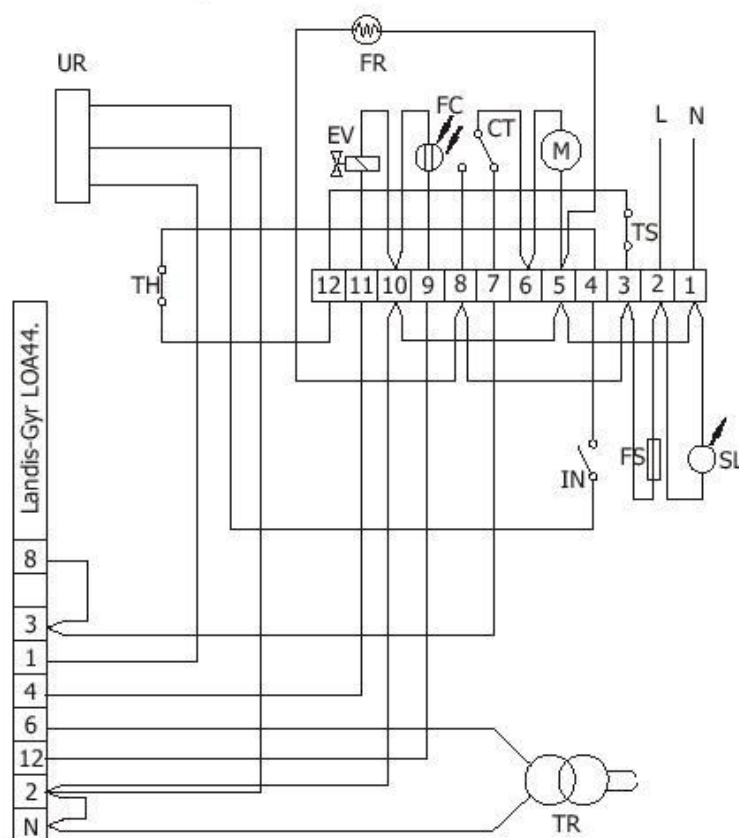 UR
FR
FC
EV
CT
M
L N
TS
TH
12 11 10 9 8 7 6 5 4 3 2 1
Landis-Gyr LOA44.
IN
FS
SL
8
3
1
4
6
12
2
N
TR